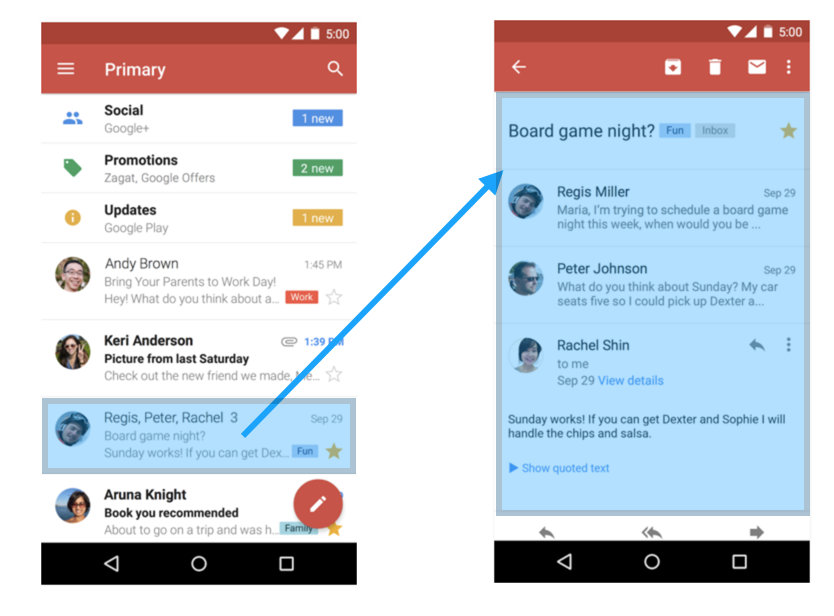 5:00
Primary
Social
1 new
Google+
Promotions
2 new
Zagat, Google Offers
Updates
1 new
Google Play
Andy Brown 1:45 PM
Bring Your Parents to Work Day!
Hey! What do you think about a... Work
Keri Anderson 1:39 PM
Picture from last Saturday
Check out the new friend we made, Me...
Regis, Peter, Rachel 3 Sep 29
Board game night?
Sunday works! If you can get Dex... Fun
Aruna Knight
Book you recommended
About to go on a trip and was h... Family
5:00
Board game night? Fun Inbox
Regis Miller Sep 29
Maria, I'm trying to schedule a board game
night this week, when would you be ...
Peter Johnson Sep 29
What do you think about Sunday? My car
seats five so I could pick up Dexter a...
Rachel Shin
to me
Sep 29 View details
Sunday works! If you can get Dexter and Sophie I will
handle the chips and salsa.
Show quoted text